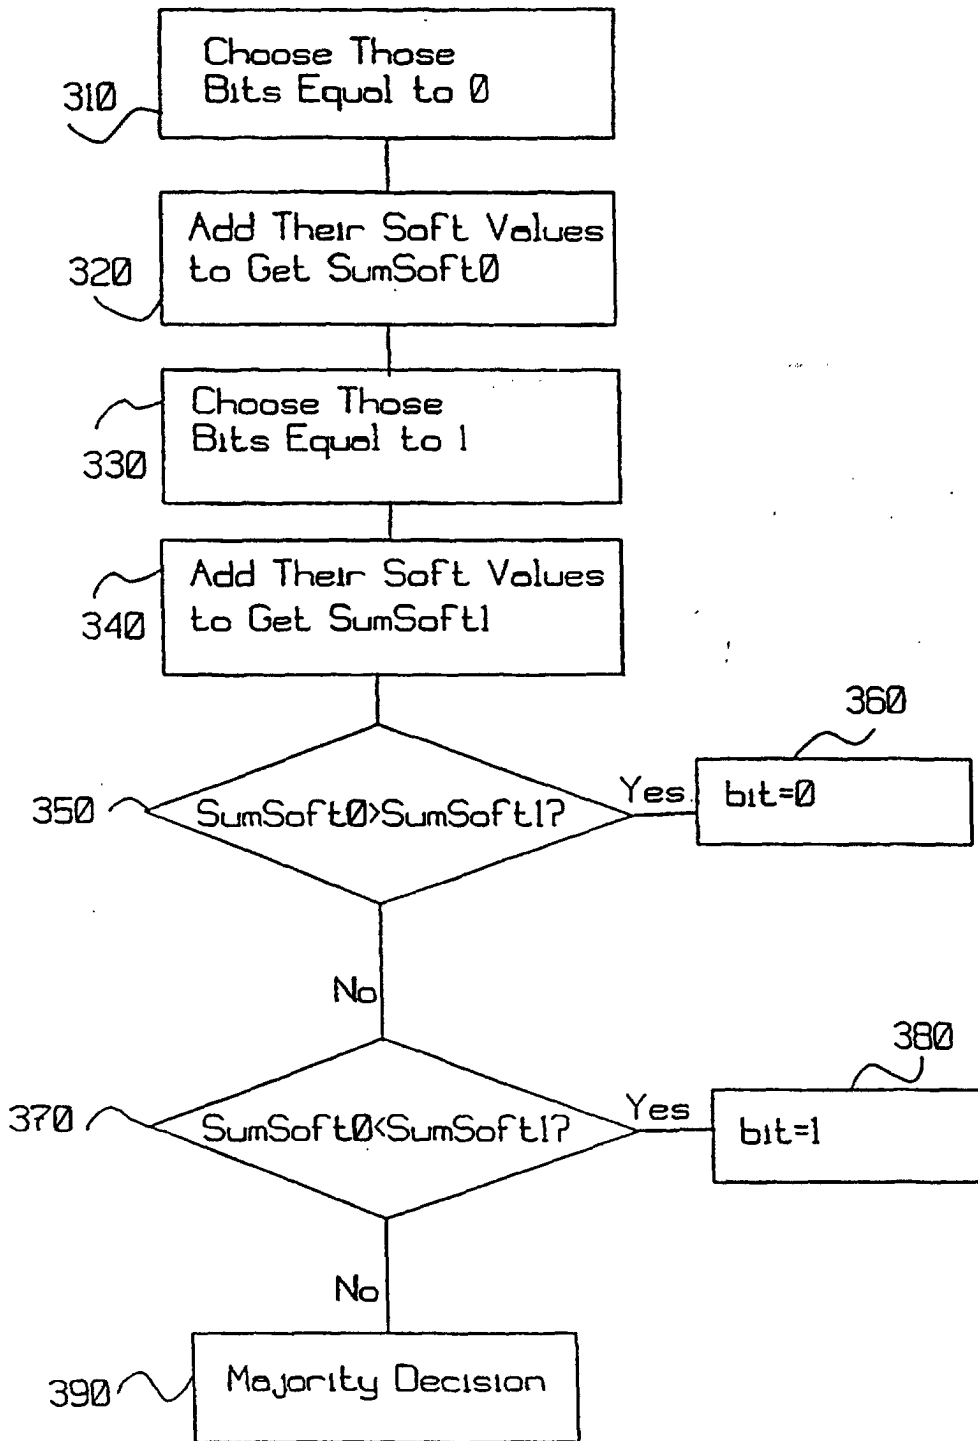 Choose Those
Bits Equal to 0
310
Add Their Soft Values
to Get SumSoft0
320
Choose Those
Bits Equal to 1
330
Add Their Soft Values
to Get SumSoft1
340
360
350
SumSoft0>SumSoft1?
Yes
bit=0
No
380
370
SumSoft0<SumSoft1?
Yes
bit=1
No
390
Majority Decision